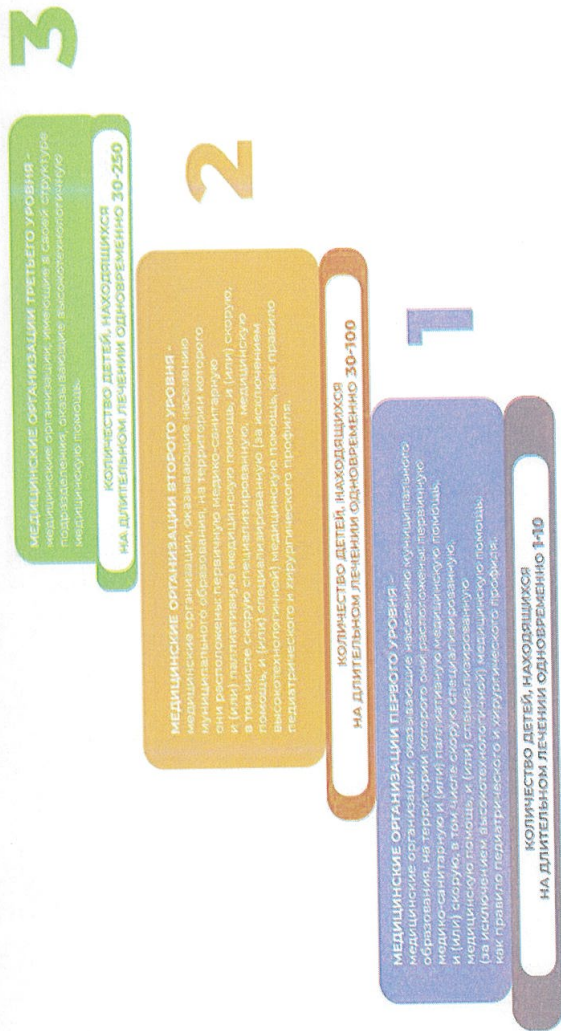 3
МЕДИЦИНСКИЕ ОРГАНИЗАЦИИ ТРЕТЬЕГО УРОВНЯ -
медицинские организации, имеющие в своей структуре
подразделения, оказывающие высокотехнологичную
медицинскую помощь.
КОЛИЧЕСТВО ДЕТЕЙ, НАХОДЯЩИХСЯ
НА ДЛИТЕЛЬНОМ ЛЕЧЕНИИ ОДНОВРЕМЕННО 30-250
2
МЕДИЦИНСКИЕ ОРГАНИЗАЦИИ ВТОРОГО УРОВНЯ -
медицинские организации, оказывающие населению
муниципального образования, на территории которого
они расположены: первичную медико-санитарную
и (или) паллиативную медицинскую помощь, и (или) скорую,
в том числе скорую специализированную, медицинскую
помощь, и (или) специализированную (за исключением
высокотехнологичной) медицинскую помощь, как правило
педиатрического и хирургического профиля.
КОЛИЧЕСТВО ДЕТЕЙ, НАХОДЯЩИХСЯ
НА ДЛИТЕЛЬНОМ ЛЕЧЕНИИ ОДНОВРЕМЕННО 30-100
1
МЕДИЦИНСКИЕ ОРГАНИЗАЦИИ ПЕРВОГО УРОВНЯ -
медицинские организации, оказывающие населению муниципального
образования, на территории которого они расположены: первичную
медико-санитарную и (или) паллиативную медицинскую помощь,
и (или) скорую, в том числе скорую специализированную,
медицинскую помощь, и (или) специализированную
(за исключением высокотехнологичной) медицинскую помощь,
как правило педиатрического и хирургического профиля.
КОЛИЧЕСТВО ДЕТЕЙ, НАХОДЯЩИХСЯ
НА ДЛИТЕЛЬНОМ ЛЕЧЕНИИ ОДНОВРЕМЕННО 1-10